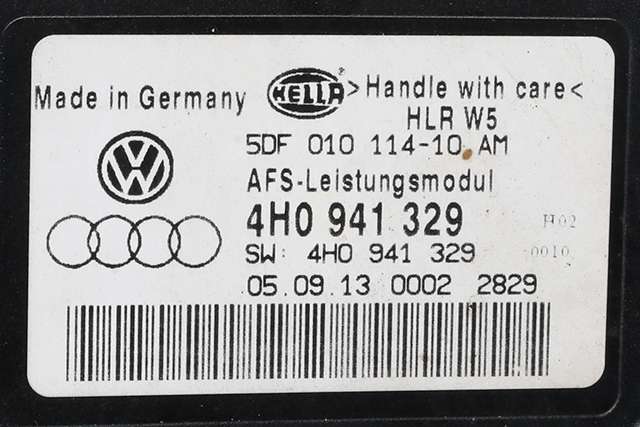 Made in Germany HELLA ® >Handle with care<
HLR W5
5DF 010 114-10 AM
AFS-Leistungsmodul
4H0 941 329 H02
SW: 4H0 941 329 0010
05.09.13 0002 2829